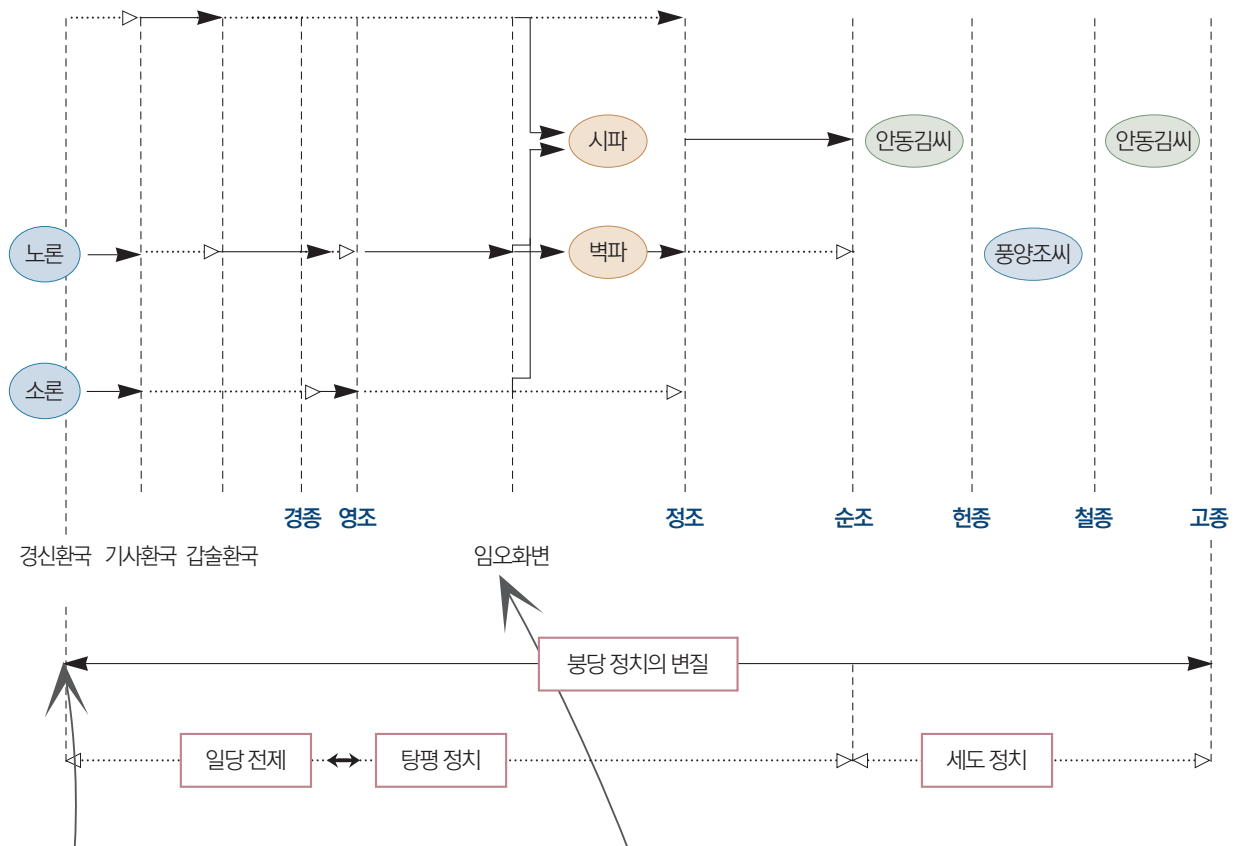 시파
안동김씨
안동김씨
노론
벽파
풍양조씨
소론
경종 영조 정조 순조 헌종 철종 고종
경신환국 기사환국 갑술환국 임오화변
붕당 정치의 변질
일당 전제
탕평 정치
세도 정치